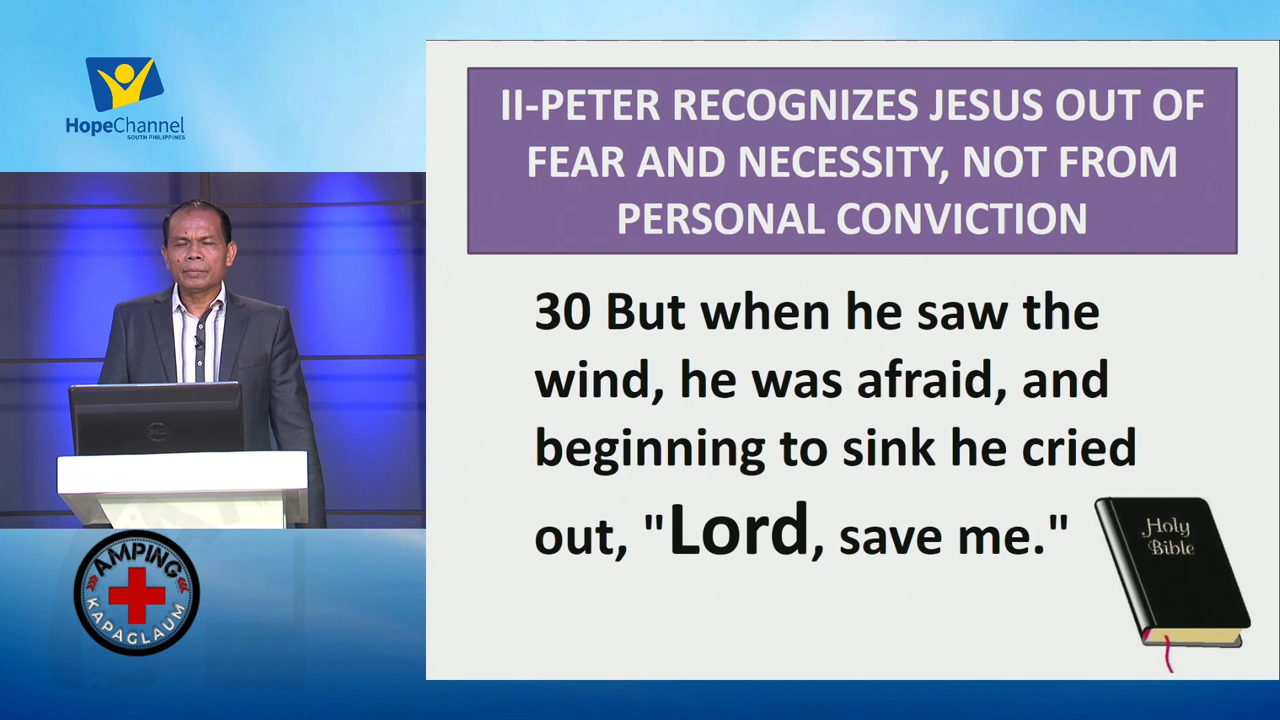 HopeChannel
SOUTH PHILIPPINES
II-PETER RECOGNIZES JESUS OUT OF
FEAR AND NECESSITY, NOT FROM
PERSONAL CONVICTION
30 But when he saw the
wind, he was afraid, and
beginning to sink he cried
out, "Lord, save me."
Holy
Bible
DELL
AMPING
KAPAGLAUM